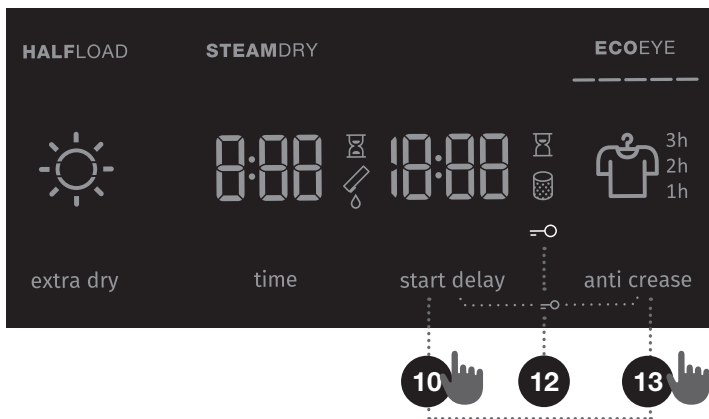 HALFLOAD
STEAMDRY
ECOEYE
8:88
18:88
3h
2h
1h
extra dry
time
start delay
anti crease
10
12
13